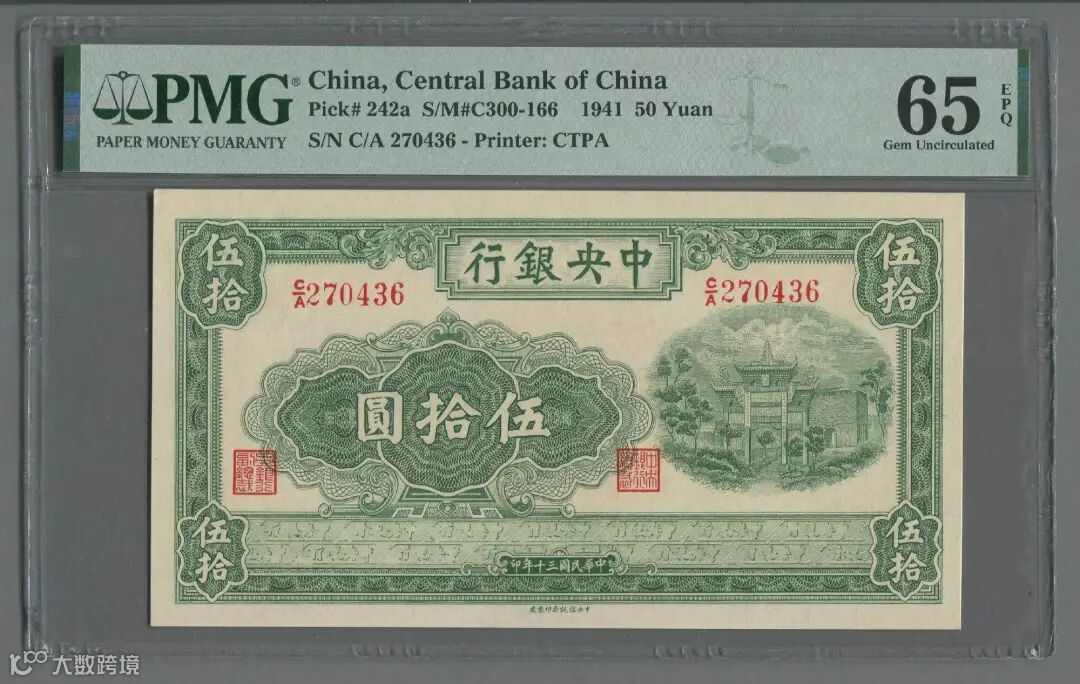 PMG®
PAPER MONEY GUARANTY
China, Central Bank of China
Pick# 242a S/M#C300-166 1941 50 Yuan
S/N C/A 270436 - Printer: CTPA
65
EPQ
Gem Uncirculated
行銀央中
伍拾
伍拾
C/A270436
C/A270436
圓拾伍
伍拾
伍拾
印年十三國民華中
大数跨境